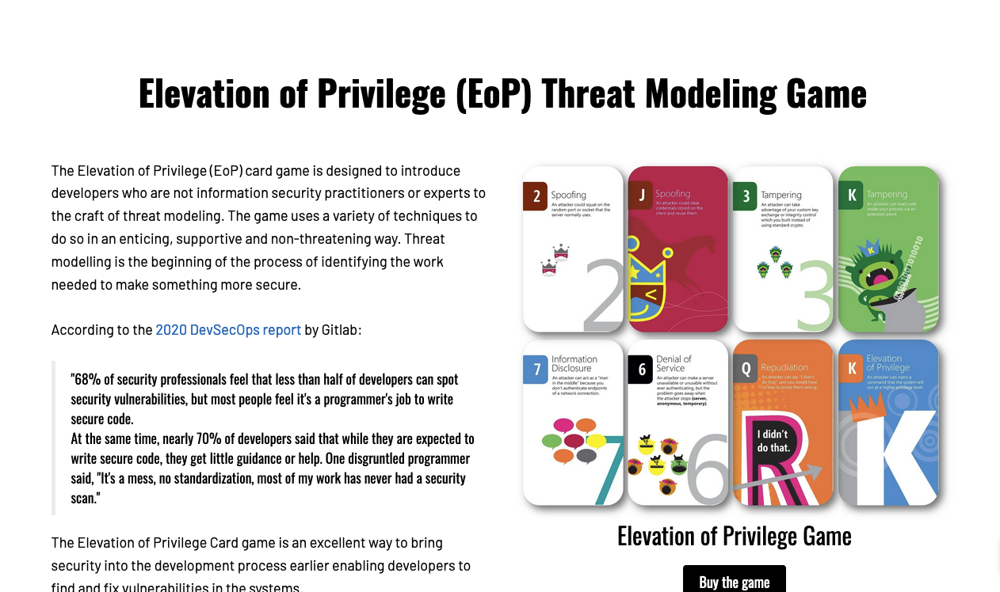 Elevation of Privilege (EoP) Threat Modeling Game
The Elevation of Privilege (EoP) card game is designed to introduce
developers who are not information security practitioners or experts to
the craft of threat modeling. The game uses a variety of techniques to
do so in an enticing, supportive and non-threatening way. Threat
modelling is the beginning of the process of identifying the work
needed to make something more secure.
According to the 2020 DevSecOps report by Gitlab:
"68% of security professionals feel that less than half of developers can spot
security vulnerabilities, but most people feel it's a programmer's job to write
secure code.
At the same time, nearly 70% of developers said that while they are expected to
write secure code, they get little guidance or help. One disgruntled programmer
said, "It's a mess, no standardization, most of my work has never had a security
scan."
The Elevation of Privilege Card game is an excellent way to bring
security into the development process earlier enabling developers to
find and fix vulnerabilities in the systems.
2
Spoofing
An attacker could squat on the
random port or socket that the
server normally uses.
2
J
Spoofing
An attacker could steal
credentials stored on the
client and reuse them.
3
Tampering
An attacker can take
advantage of your custom key
exchange or integrity control
which you built instead of
using standard crypto.
3
K
Tampering
An attacker can load code
inside your process via an
extension point.
K
7
Information
Disclosure
An attacker can act as a "man
in the middle" because you
don't authenticate endpoints
of a network connection.
7
6
Denial of
Service
An attacker can make a server
unavailable or unusable without
ever authenticating, but the
problem goes away when
the attacker stops (server,
anonymous, temporary).
6
Q
Repudiation
An attacker can say "I didn't
do that," and you would have
no way to prove them wrong.
I didn't
do that.
R
K
Elevation
of Privilege
An attacker can inject a
command that the system will
run at a higher privilege level.
K
Elevation of Privilege Game
Buy the game